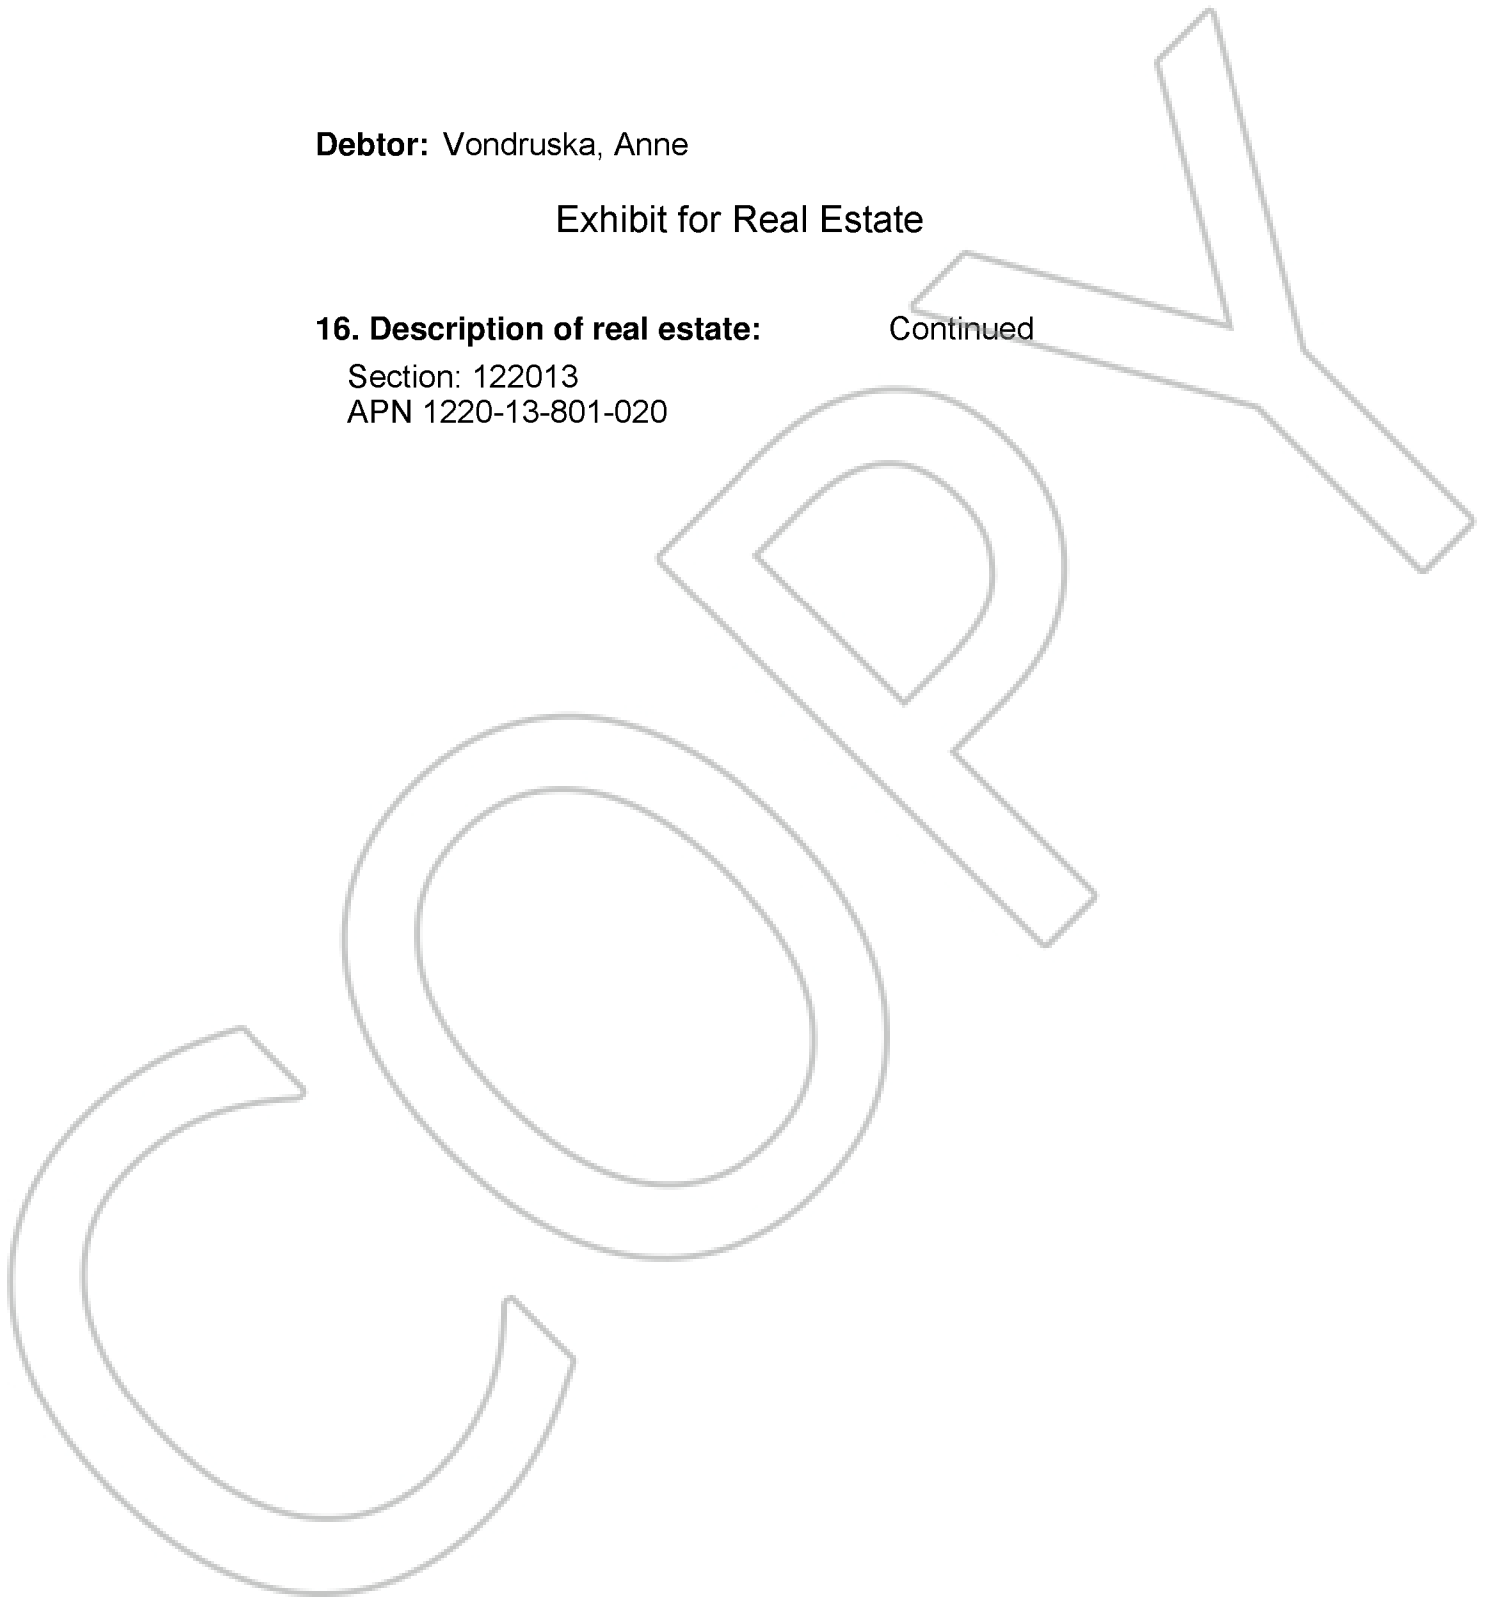 Debtor: Vondruska, Anne
Exhibit for Real Estate
16. Description of real estate: Continued
Section: 122013
APN 1220-13-801-020
COPY